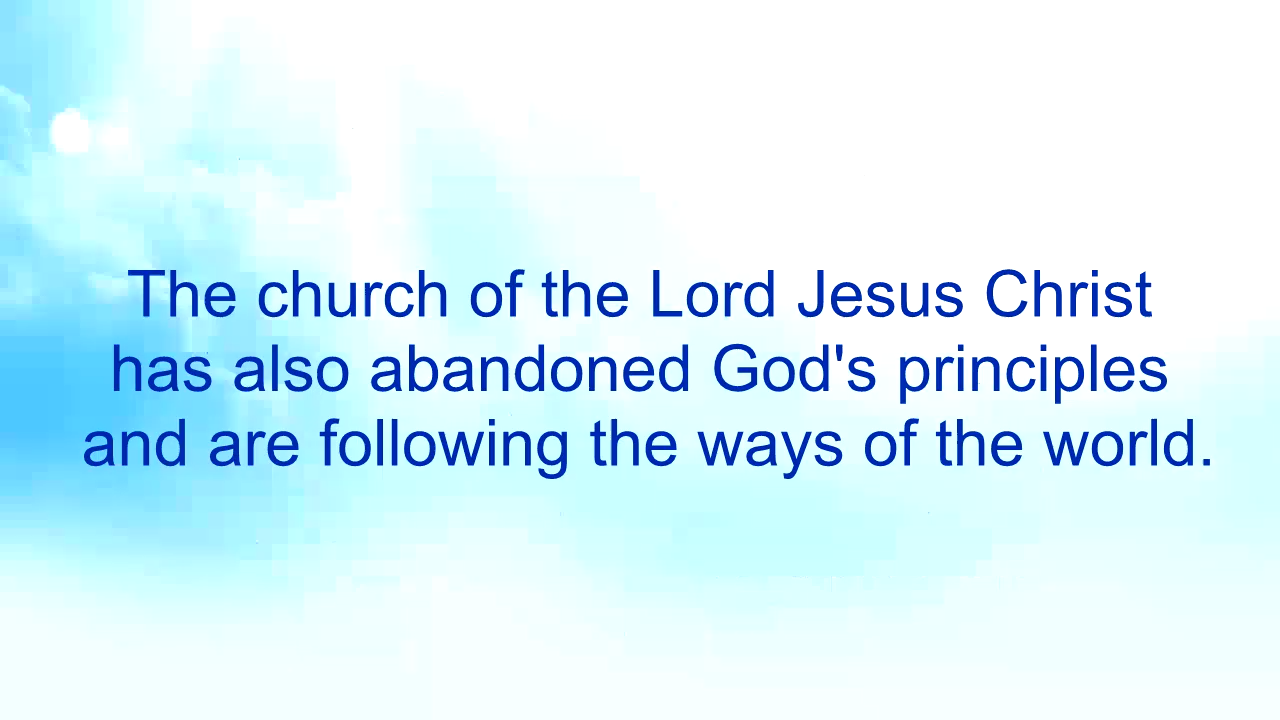 The church of the Lord Jesus Christ
has also abandoned God's principles
and are following the ways of the world.